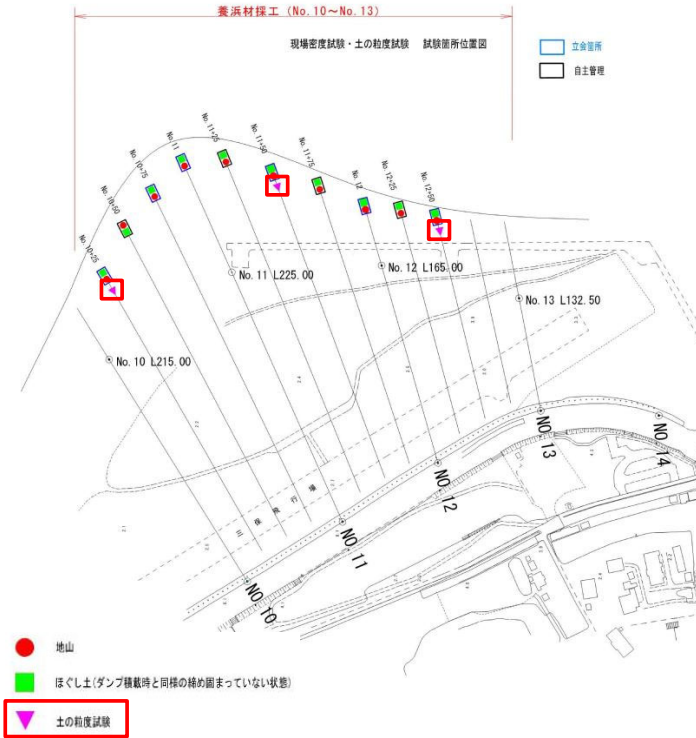 養浜材採工 (No.10～No.13)
現場密度試験・土の粒度試験 試験箇所位置図
立会箇所
自主管理
No.11
No.11+25
No.11+50
No.10+75
No.11+75
No.12
No.12+25
No.12+50
No.10+50
No.10+25
No.11 L225.00
No.12 L165.00
No.13 L132.50
No.10 L215.00
NO.13
NO.14
NO.12
NO.11
NO.10
地山
ほぐし土(ダンプ積載時と同様の締め固まっていない状態)
土の粒度試験